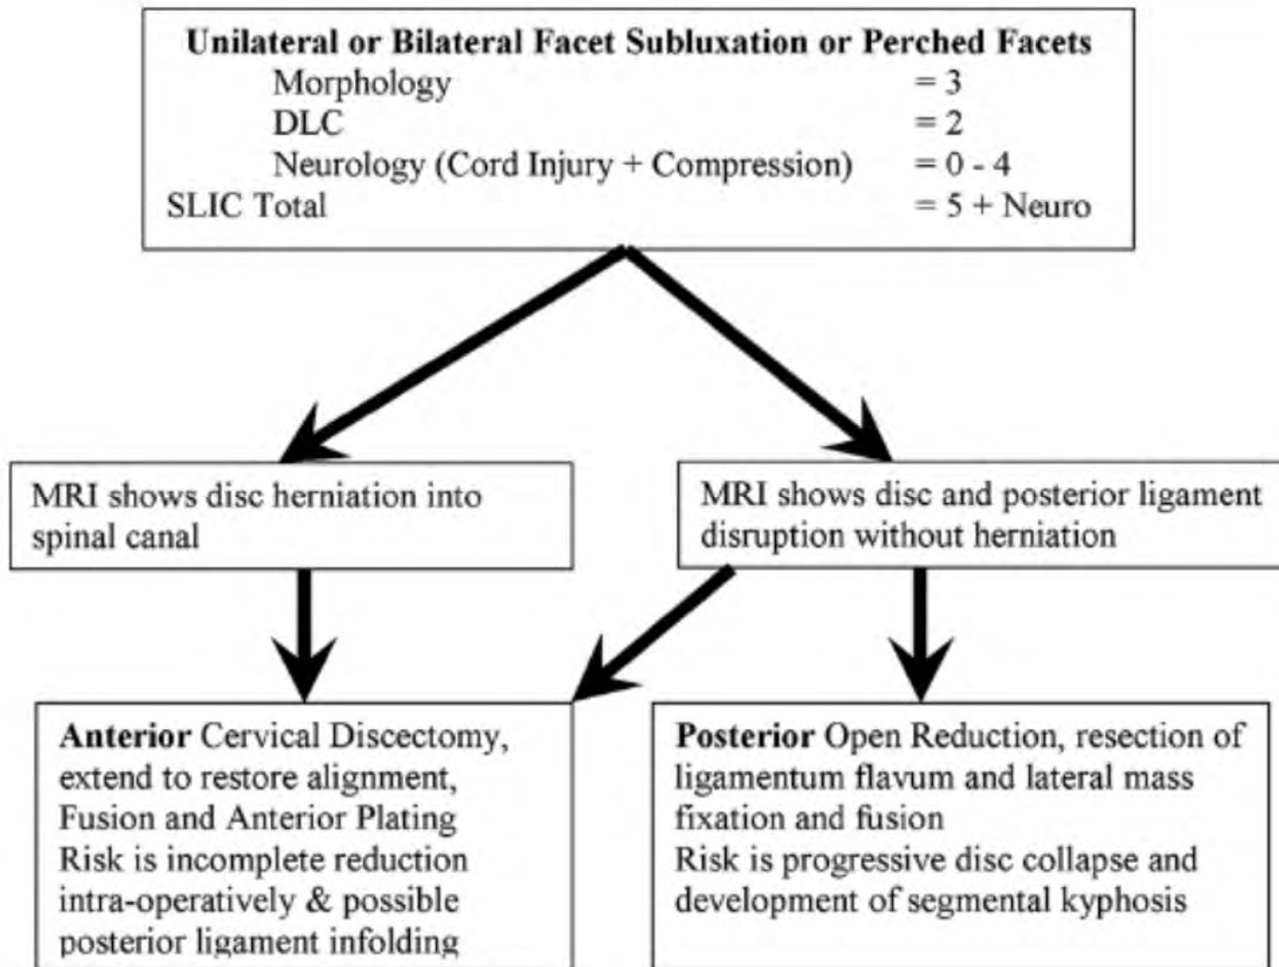 Unilateral or Bilateral Facet Subluxation or Perched Facets
Morphology = 3
DLC = 2
Neurology (Cord Injury + Compression) = 0 - 4
SLIC Total = 5 + Neuro
MRI shows disc herniation into
spinal canal
MRI shows disc and posterior ligament
disruption without herniation
Anterior Cervical Discectomy,
extend to restore alignment,
Fusion and Anterior Plating
Risk is incomplete reduction
intra-operatively & possible
posterior ligament infolding
Posterior Open Reduction, resection of
ligamentum flavum and lateral mass
fixation and fusion
Risk is progressive disc collapse and
development of segmental kyphosis